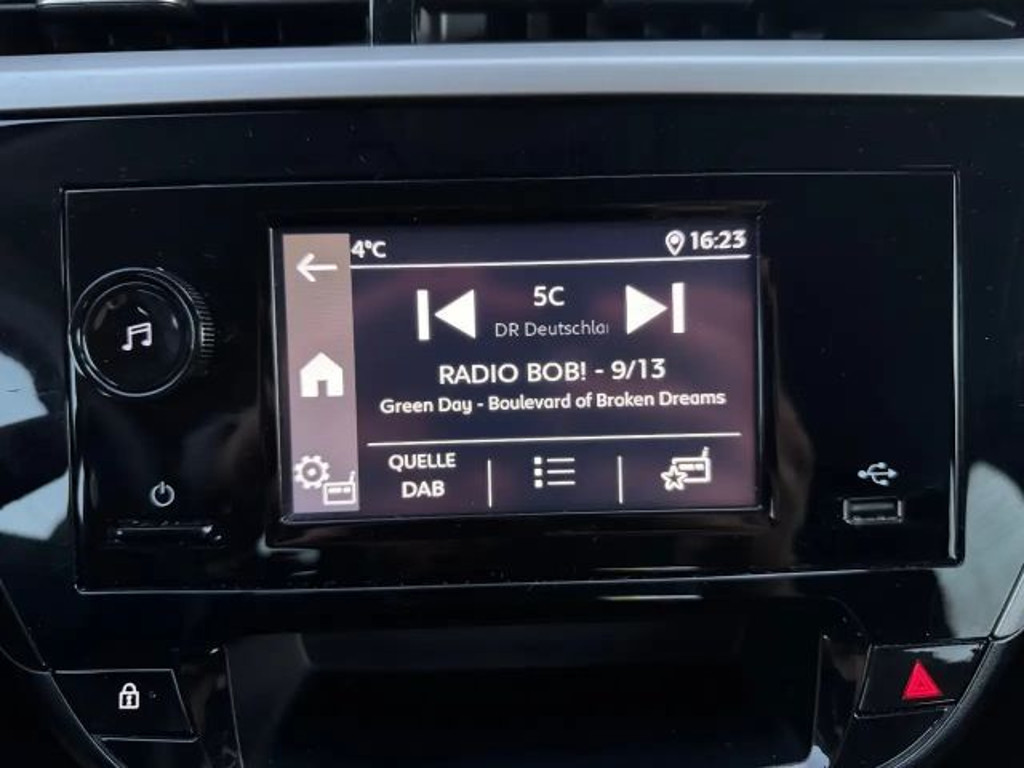 4°C
16:23
5C
DR Deutschla
RADIO BOB! - 9/13
Green Day - Boulevard of Broken Dreams
QUELLE
DAB